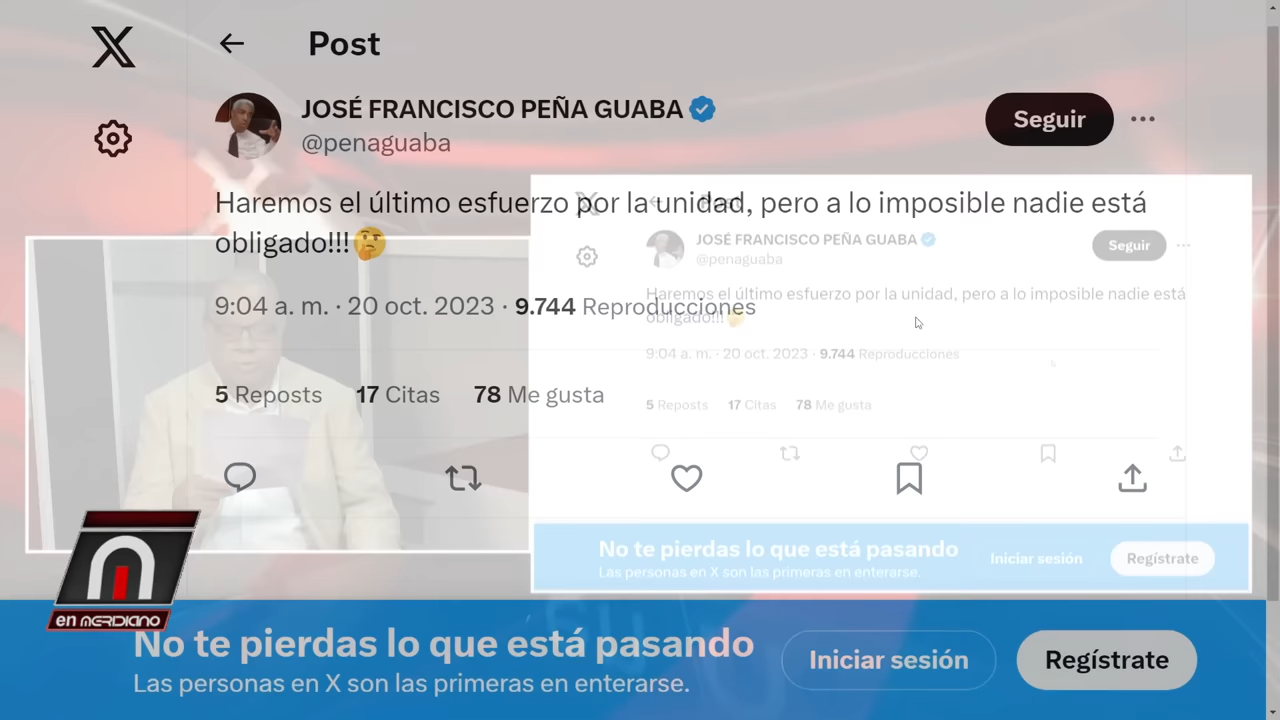 Post
JOSÉ FRANCISCO PEÑA GUABA
@penaguaba
Seguir
Haremos el último esfuerzo por la unidad, pero a lo imposible nadie está
obligado!!!🤔
9:04 a. m. · 20 oct. 2023 · 9.744 Reproducciones
5 Reposts 17 Citas 78 Me gusta
JOSÉ FRANCISCO PEÑA GUABA
@penaguaba
Seguir
Haremos el último esfuerzo por la unidad, pero a lo imposible nadie está
obligado!!!🤔
9:04 a. m. · 20 oct. 2023 · 9.744 Reproducciones
5 Reposts 17 Citas 78 Me gusta
No te pierdas lo que está pasando
Las personas en X son las primeras en enterarse.
Iniciar sesión
Regístrate
en MERDIANO
No te pierdas lo que está pasando
Las personas en X son las primeras en enterarse.
Iniciar sesión
Regístrate